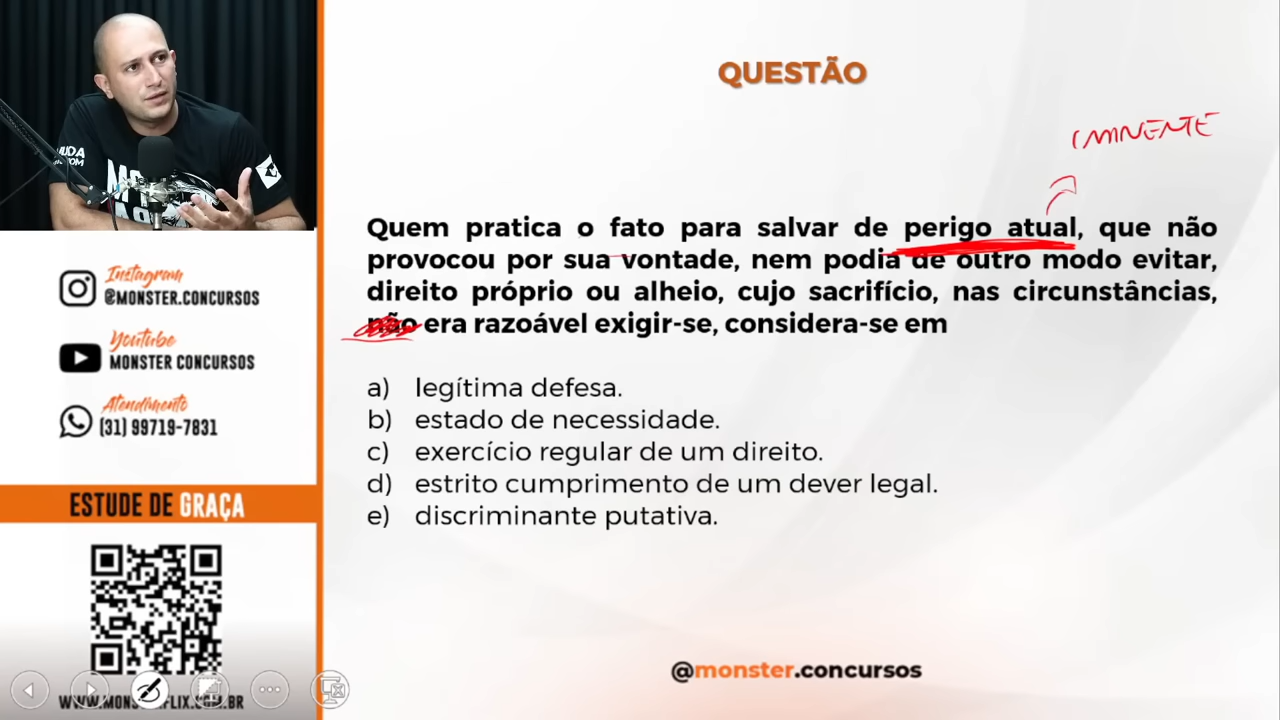 QUESTÃO
IMINENTE
Quem pratica o fato para salvar de perigo atual, que não
provocou por sua vontade, nem podia de outro modo evitar,
direito próprio ou alheio, cujo sacrifício, nas circunstâncias,
não era razoável exigir-se, considera-se em
a) legítima defesa.
b) estado de necessidade.
c) exercício regular de um direito.
d) estrito cumprimento de um dever legal.
e) discriminante putativa.
@monster.concursos
Instagram
@MONSTER.CONCURSOS
Youtube
MONSTER CONCURSOS
Atendimento
(31) 99719-7831
ESTUDE DE GRAÇA